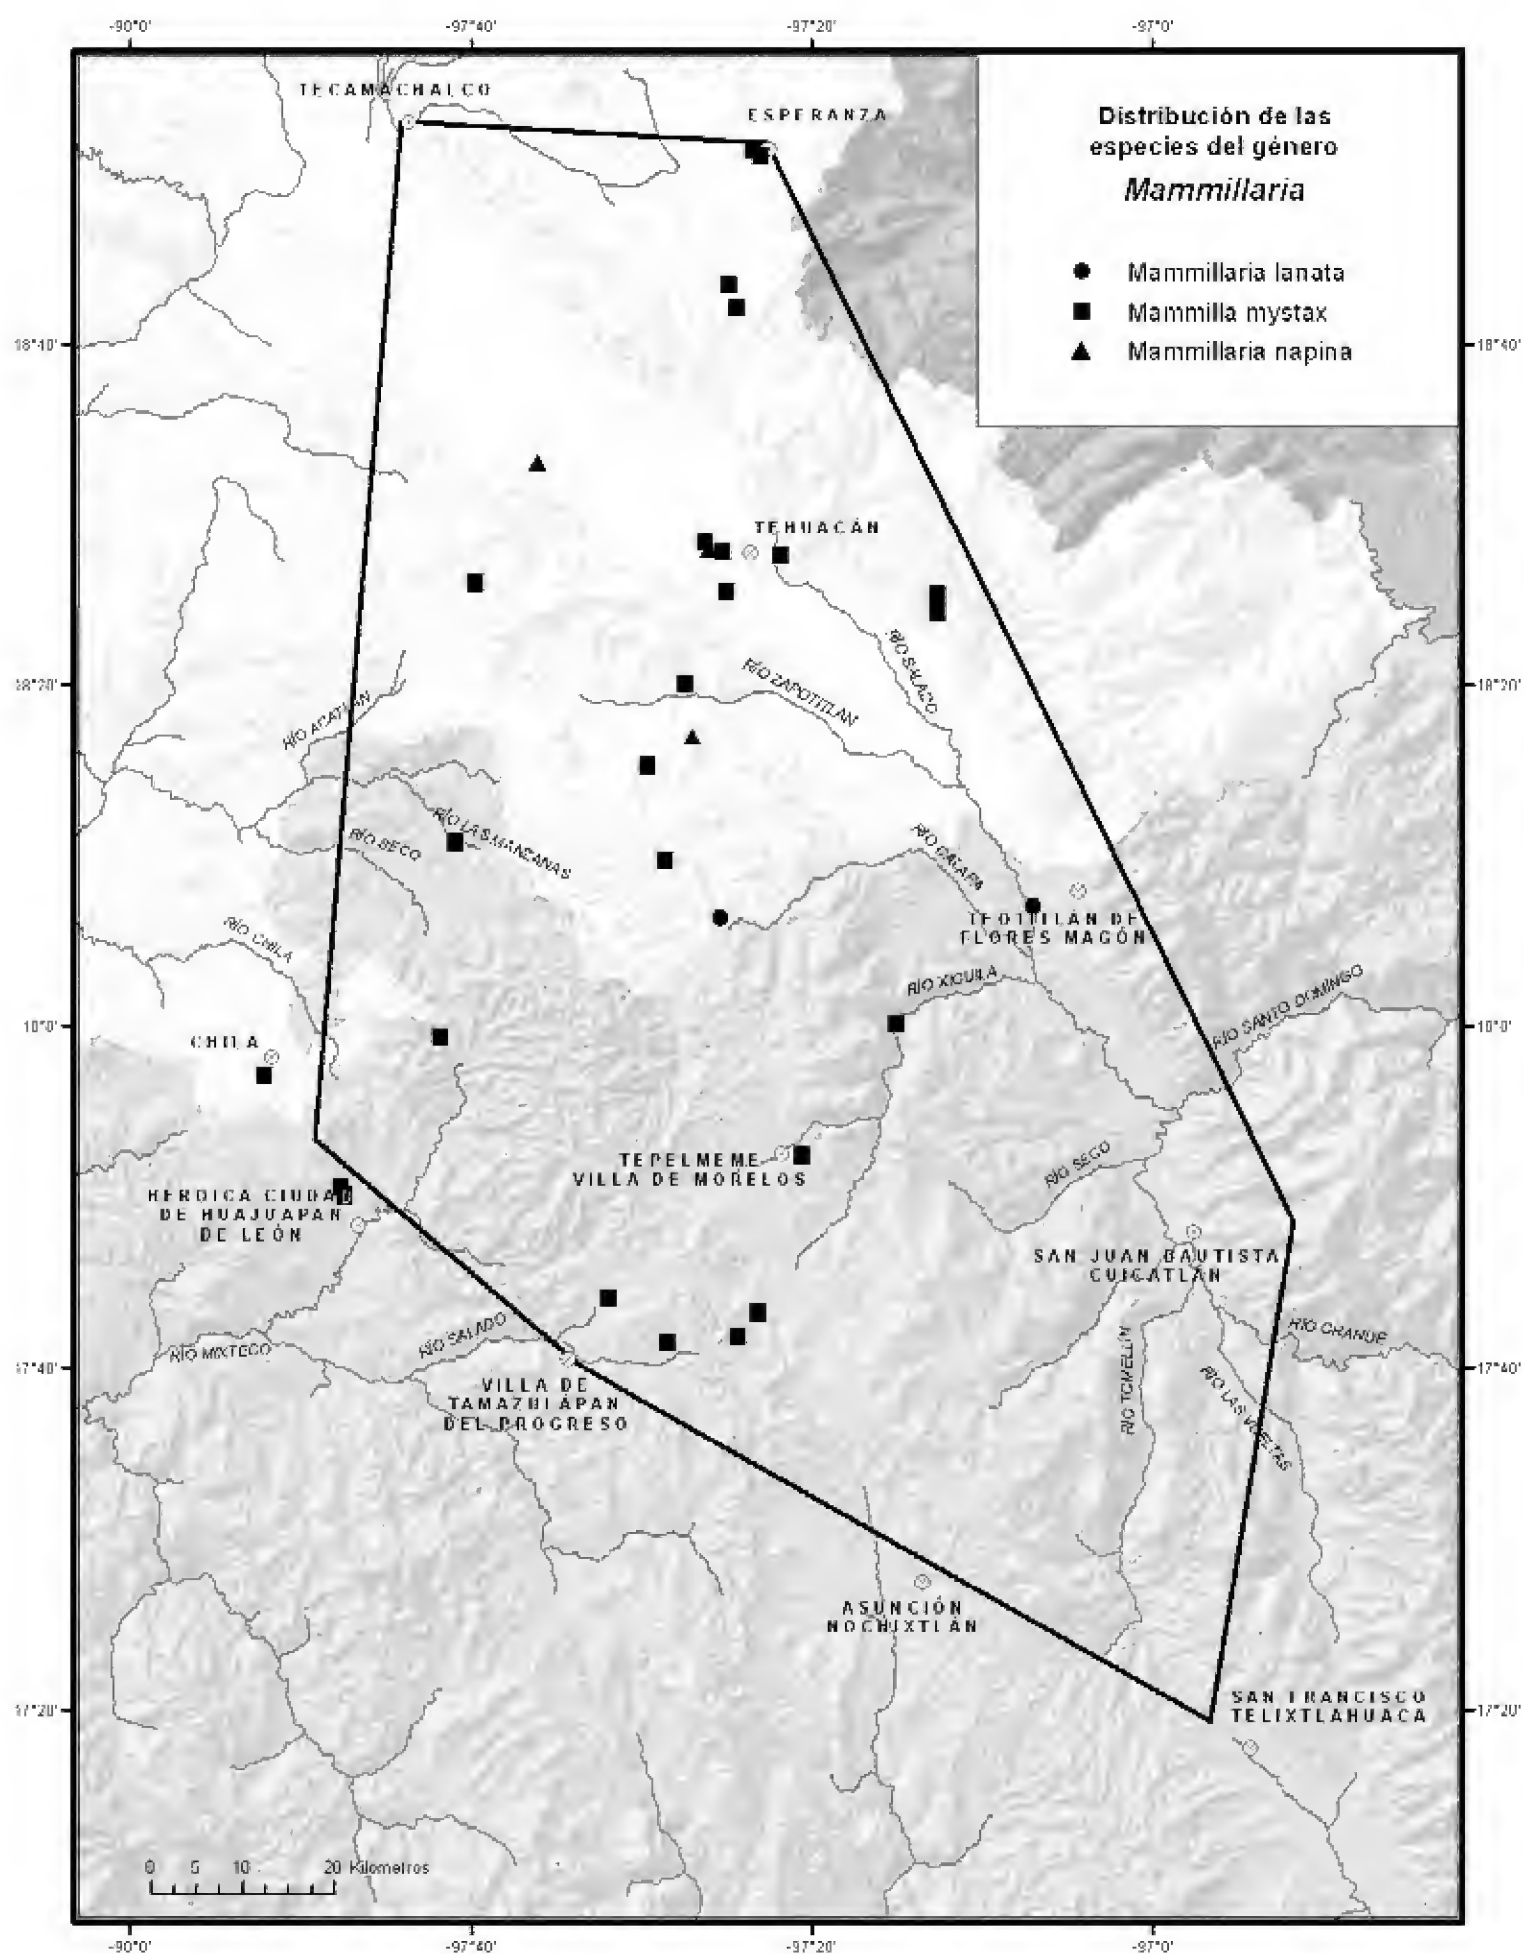 -90°0'
-97°40'
-97°20'
-97°0'
TECAMACHALCO
ESPERANZA
Distribución de las
especies del género
Mammillaria
Mammillaria lanata
Mammilla mystax
Mammillaria napina
18°40'
18°40'
TEHUACÁN
RÍO SALADO
RÍO ZAPOTITLAN
18°20'
18°20'
RÍO ACATLAN
RÍO LAS MANZANAS
RÍO SECO
RÍO CALAPA
TEOTITLÁN DE
FLORES MAGÓN
RÍO CHILA
RÍO XIQUILA
RÍO SANTO DOMINGO
18°0'
18°0'
CHILA
TEPELMEME
VILLA DE MORELOS
RÍO SECO
HEROICA CIUDAD
DE HUAJUAPAN
DE LEÓN
SAN JUAN BAUTISTA
CUICATLÁN
RÍO SALADO
RÍO MIXTECO
RÍO TOMELLÍN
RÍO LAS VUELTAS
17°40'
17°40'
VILLA DE
TAMAZULÁPAN
DEL PROGRESO
ASUNCIÓN
NOCHIXTLÁN
SAN FRANCISCO
TELIXTLAHUACA
17°20'
17°20'
0 5 10 20 Kilometros
-90°0'
-97°40'
-97°20'
-97°0'